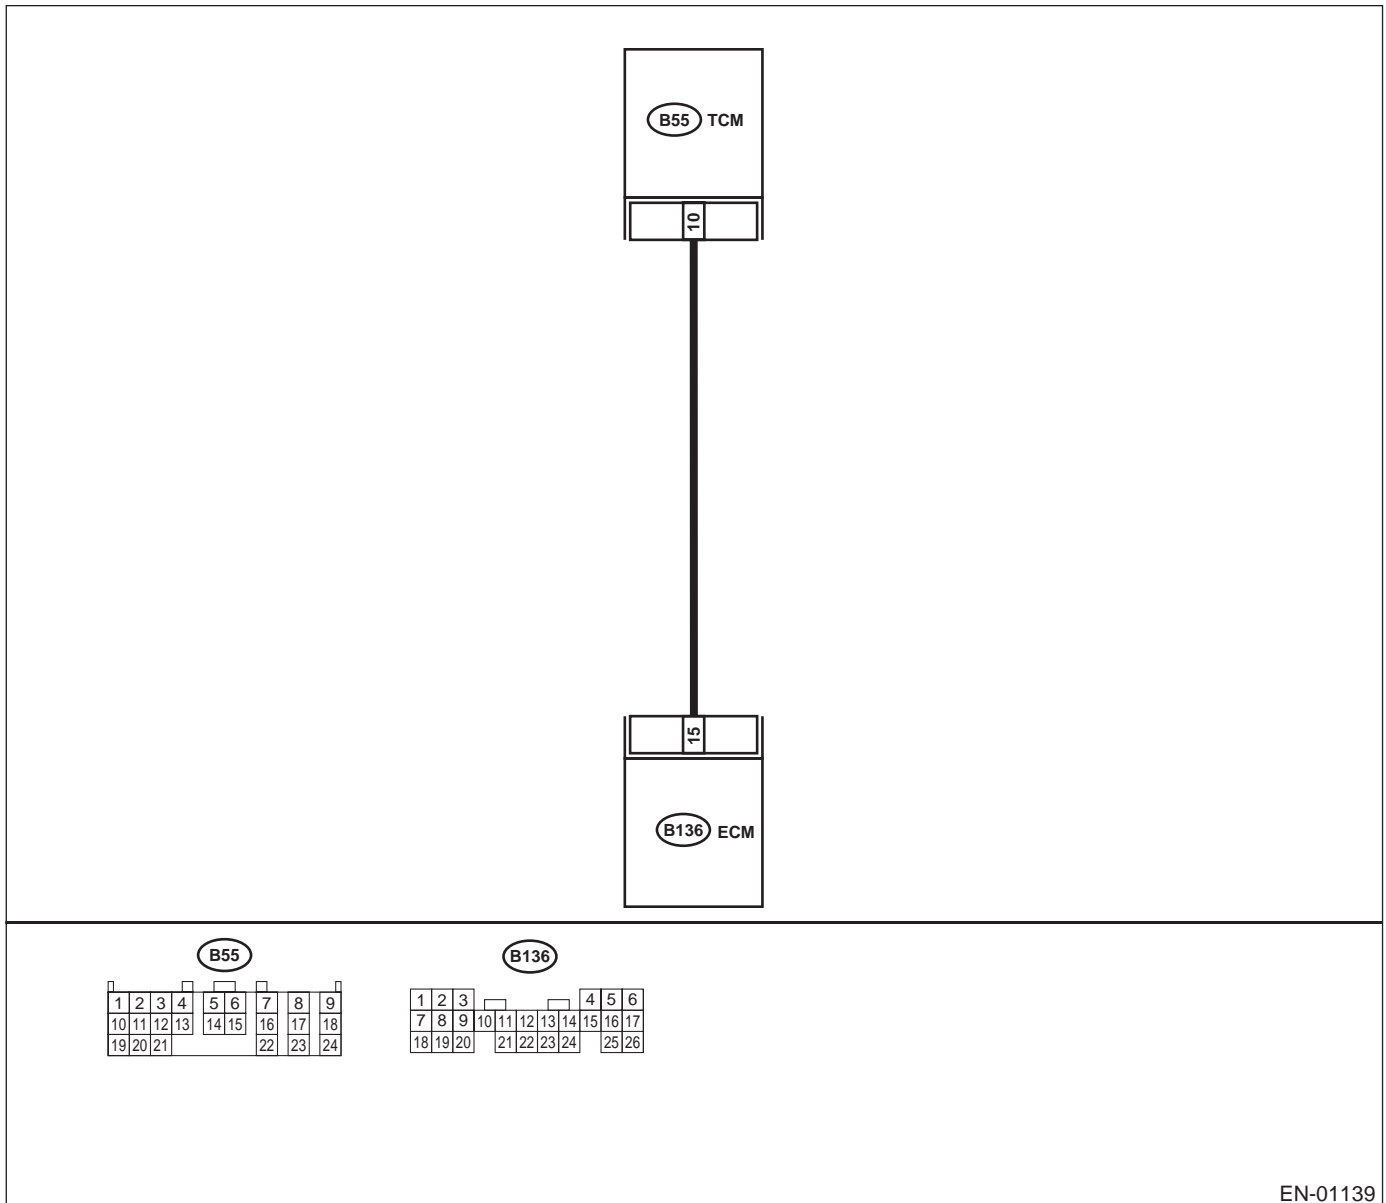 B55 TCM
10
15
B136 ECM
B55
1 2 3 4 5 6 7 8 9
10 11 12 13 14 15 16 17 18
19 20 21 22 23 24
B136
1 2 3 4 5 6
7 8 9 10 11 12 13 14 15 16 17
18 19 20 21 22 23 24 25 26
EN-01139